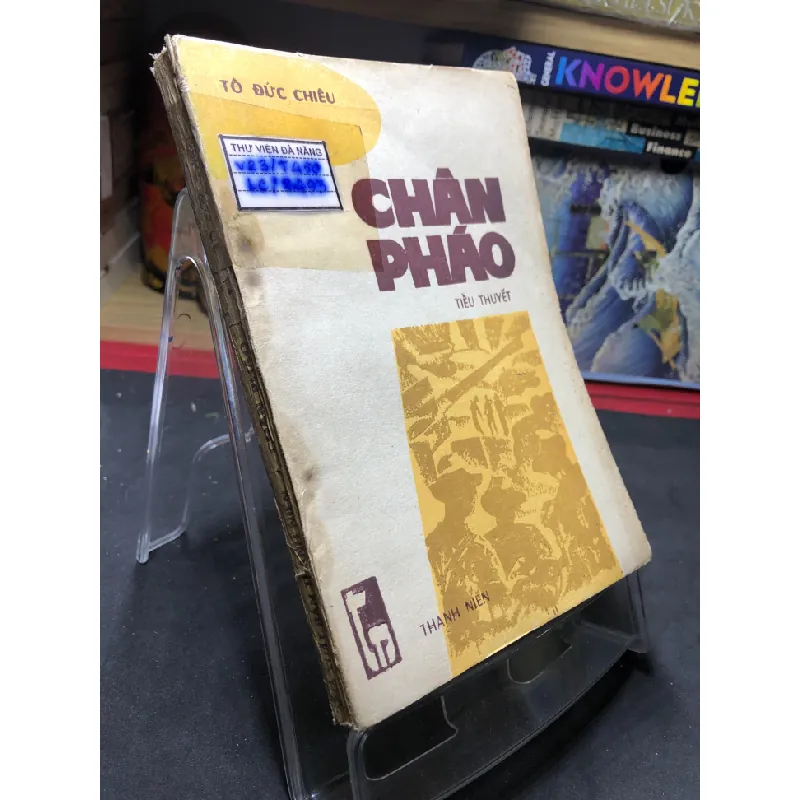 TÔ ĐỨC CHIÊU
THƯ VIỆN ĐÀ NẴNG
CHÂN
PHÁO
TIỂU THUYẾT
THANH NIÊN
KNOWLE
Business
Finance